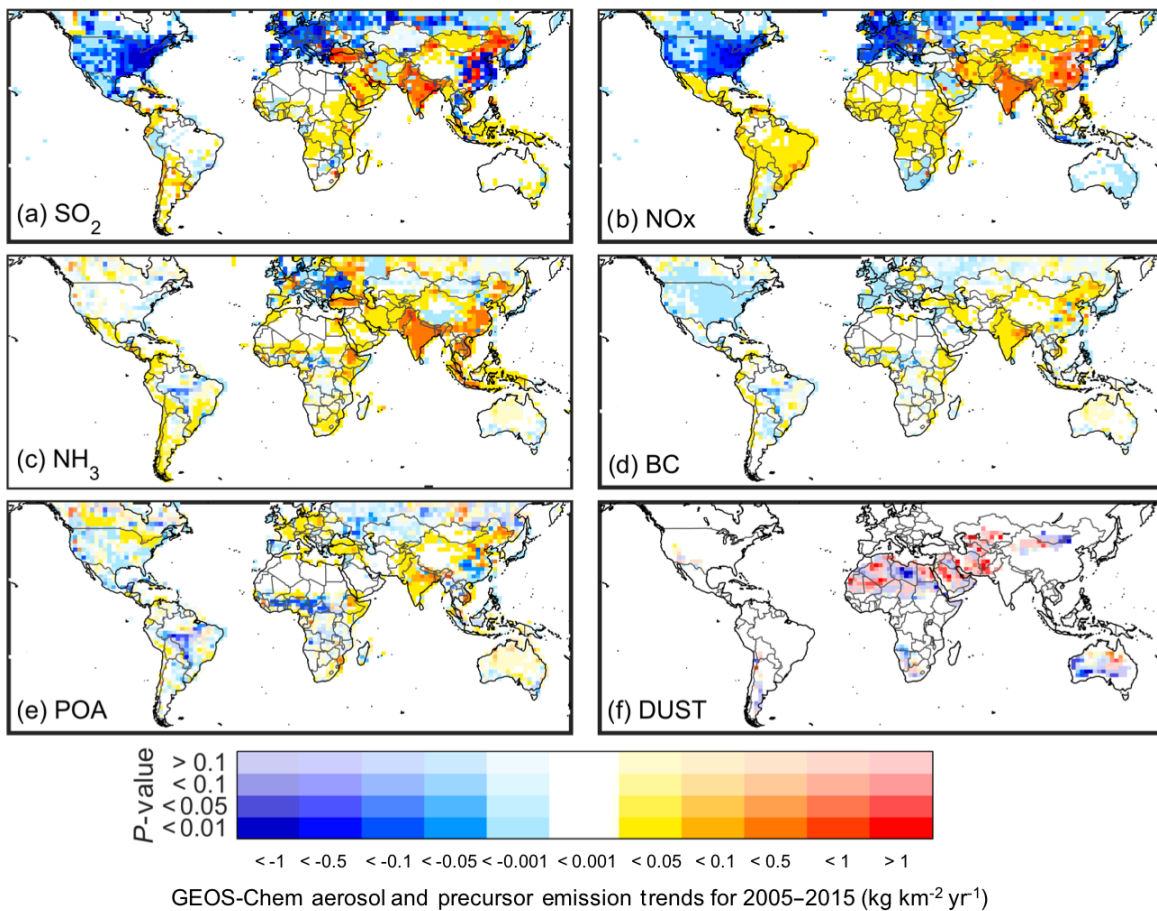 (a) SO₂
(b) NOx
(c) NH₃
(d) BC
(e) POA
(f) DUST
P-value
> 0.1
< 0.1
< 0.05
< 0.01
< -1 < -0.5 < -0.1 < -0.05 < -0.001 < 0.001 < 0.05 < 0.1 < 0.5 < 1 > 1
GEOS-Chem aerosol and precursor emission trends for 2005–2015 (kg km⁻² yr⁻¹)